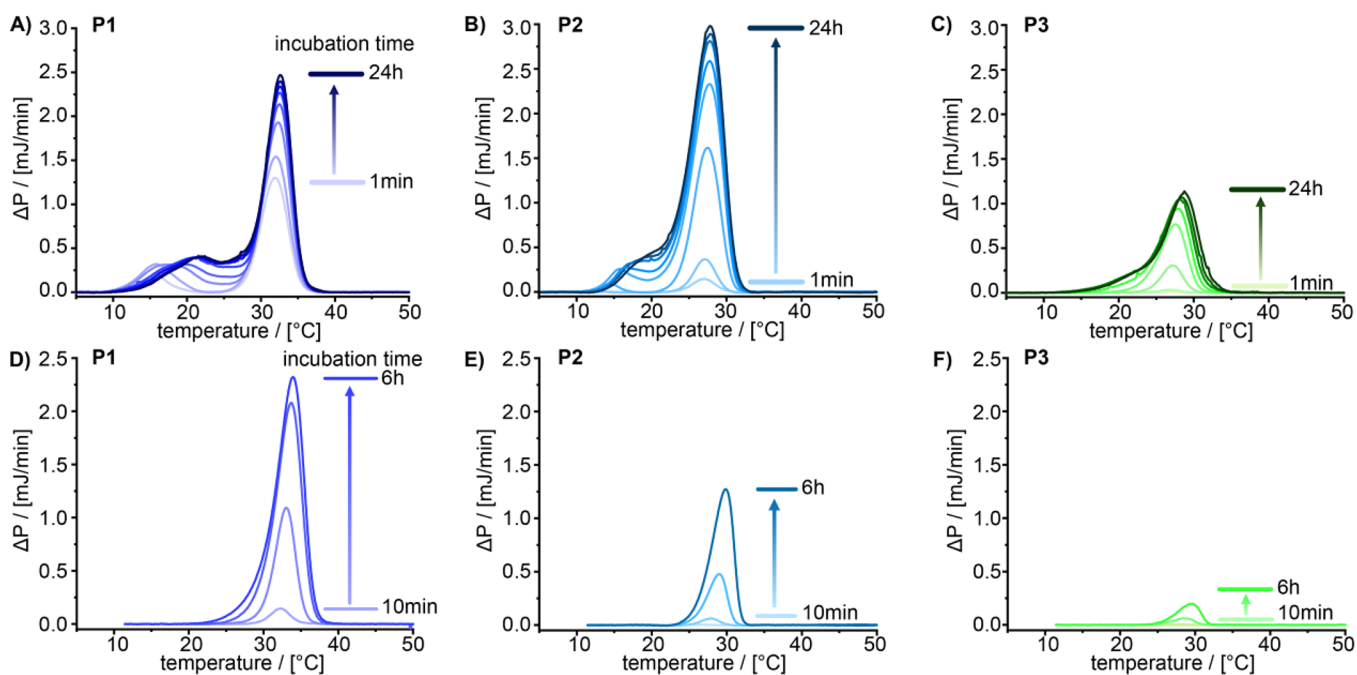 A) P1
incubation time
24h
1min
3.0
2.5
2.0
1.5
1.0
0.5
0.0
ΔP / [mJ/min]
10 20 30 40 50
temperature / [°C]
B) P2
24h
1min
3.0
2.5
2.0
1.5
1.0
0.5
0.0
ΔP / [mJ/min]
10 20 30 40 50
temperature / [°C]
C) P3
24h
1min
3.0
2.5
2.0
1.5
1.0
0.5
0.0
ΔP / [mJ/min]
10 20 30 40 50
temperature / [°C]
D) P1
incubation time
6h
10min
2.5
2.0
1.5
1.0
0.5
0.0
ΔP / [mJ/min]
10 20 30 40 50
temperature / [°C]
E) P2
6h
10min
2.5
2.0
1.5
1.0
0.5
0.0
ΔP / [mJ/min]
10 20 30 40 50
temperature / [°C]
F) P3
6h
10min
2.5
2.0
1.5
1.0
0.5
0.0
ΔP / [mJ/min]
10 20 30 40 50
temperature / [°C]